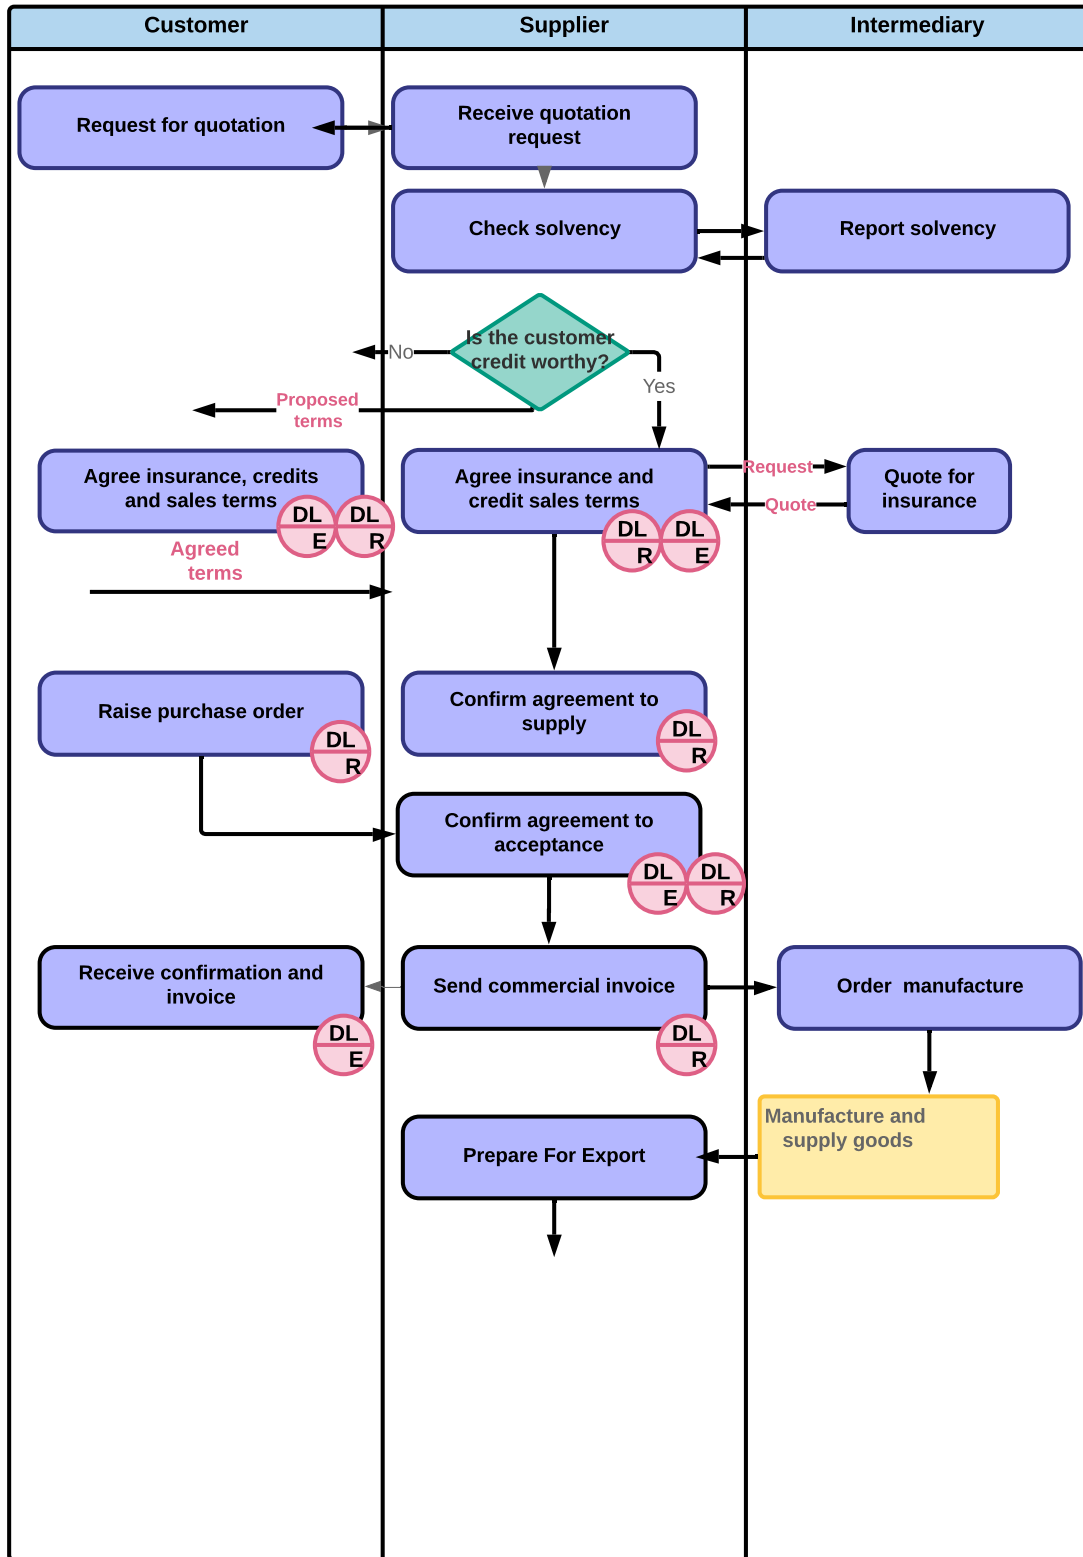 Customer
Supplier
Intermediary
Request for quotation
Receive quotation
request
Check solvency
Report solvency
Is the customer
credit worthy?
No
Yes
Proposed
terms
Agree insurance, credits
and sales terms
DL
E
DL
R
Agree insurance and
credit sales terms
DL
R
DL
E
Request
Quote
Quote for
insurance
Agreed
terms
Raise purchase order
DL
R
Confirm agreement to
supply
DL
R
Confirm agreement to
acceptance
DL
E
DL
R
Receive confirmation and
invoice
DL
E
Send commercial invoice
DL
R
Order  manufacture
Manufacture and
supply goods
Prepare For Export